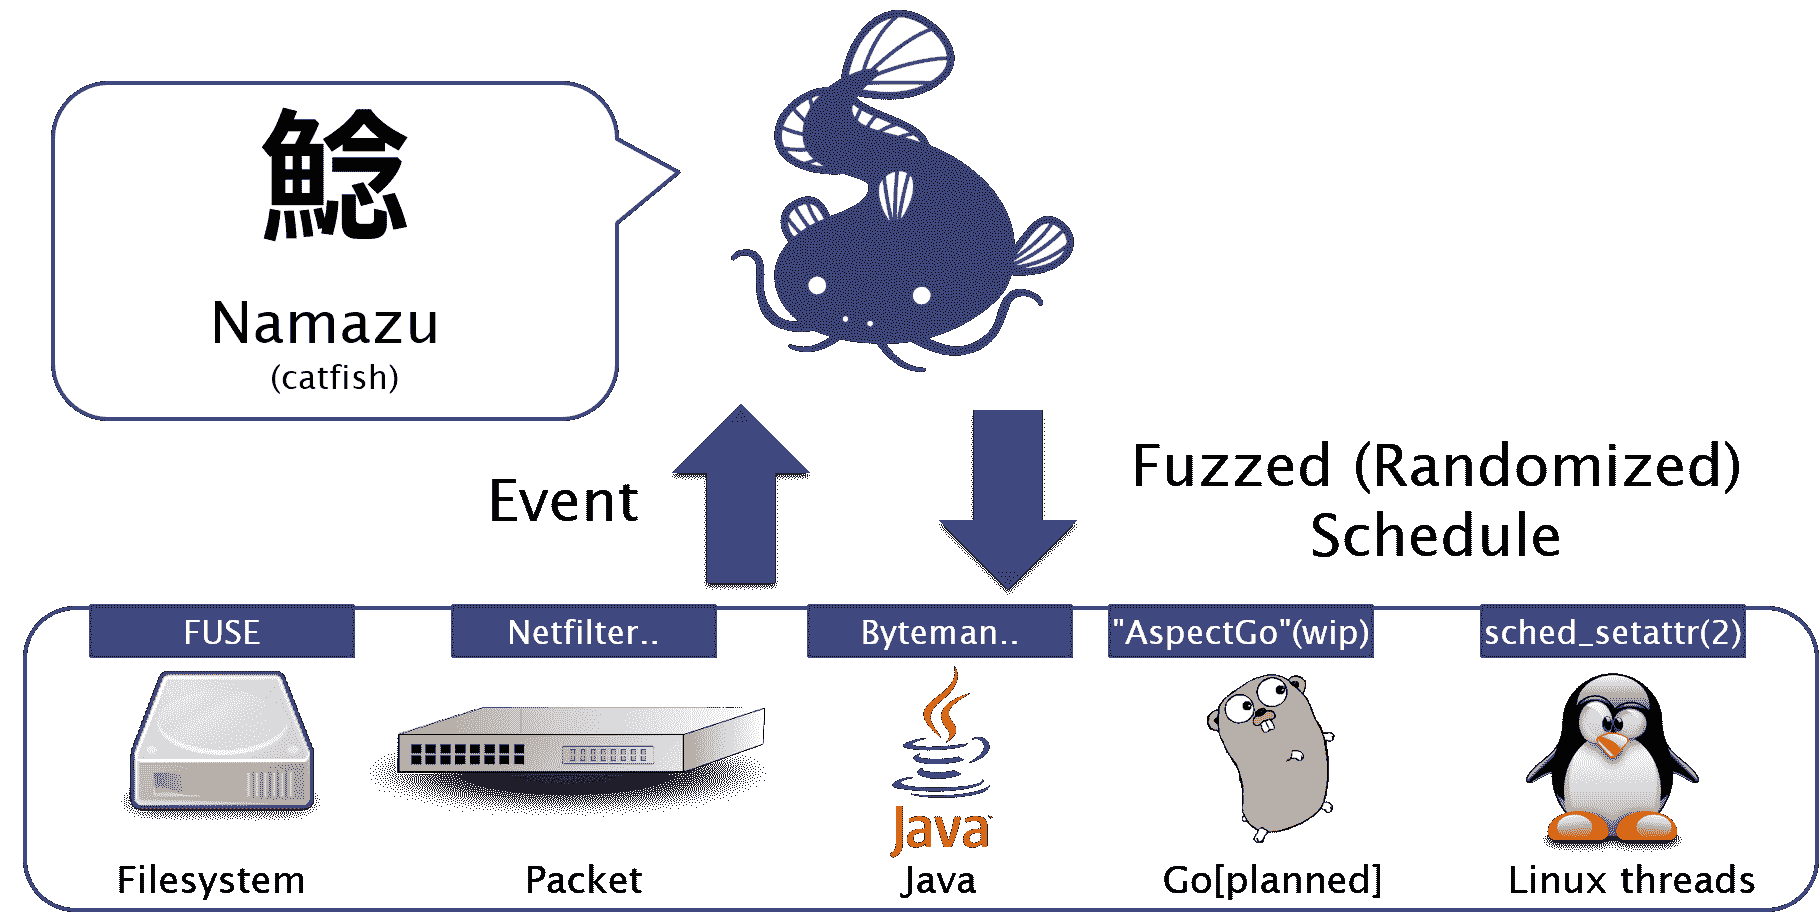 鯰
Namazu
(catfish)
Event
Fuzzed (Randomized)
Schedule
FUSE
Netfilter..
Byteman..
"AspectGo"(wip)
sched_setattr(2)
Java
Filesystem
Packet
Java
Go[planned]
Linux threads